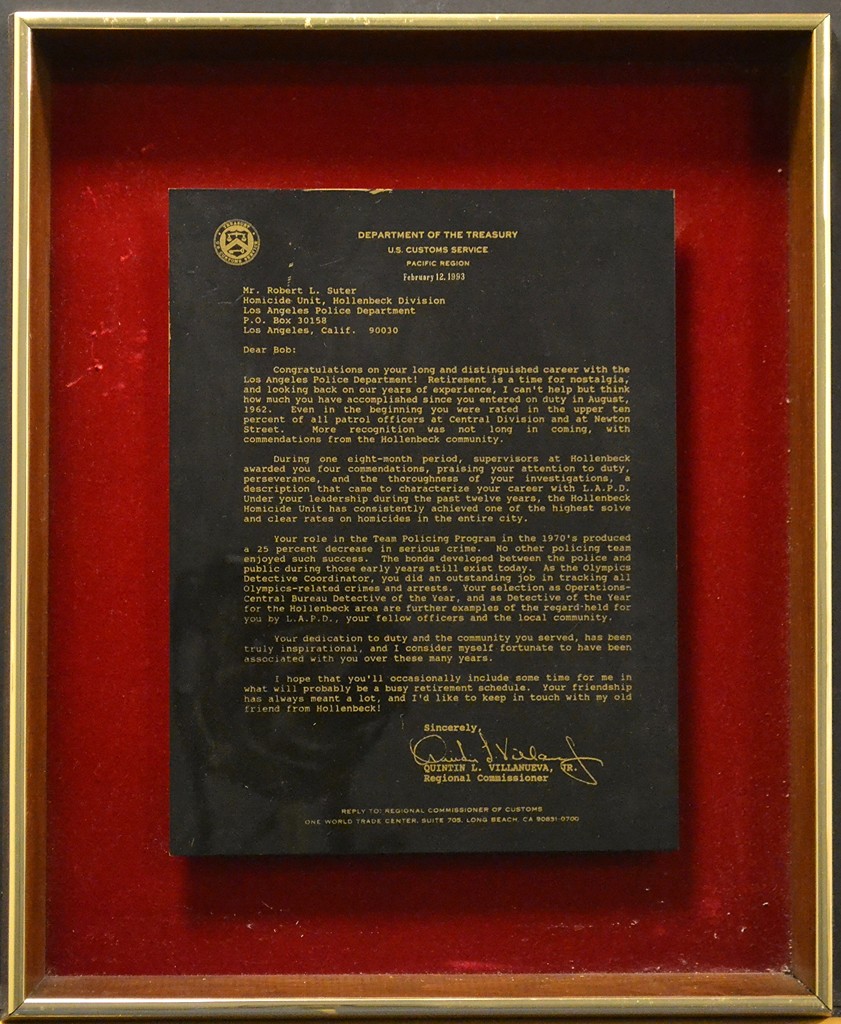 DEPARTMENT OF THE TREASURY
U.S. CUSTOMS SERVICE
PACIFIC REGION
February 12, 1993
Mr. Robert L. Suter
Homicide Unit, Hollenbeck Division
Los Angeles Police Department
P.O. Box 30158
Los Angeles, Calif. 90030
Dear Bob:
Congratulations on your long and distinguished career with the
Los Angeles Police Department! Retirement is a time for nostalgia,
and looking back on our years of experience, I can't help but think
how much you have accomplished since you entered on duty in August,
1962. Even in the beginning you were rated in the upper ten
percent of all patrol officers at Central Division and at Newton
Street. More recognition was not long in coming, with
commendations from the Hollenbeck community.
During one eight-month period, supervisors at Hollenbeck
awarded you four commendations, praising your attention to duty,
perseverance, and the thoroughness of your investigations, a
description that came to characterize your career with L.A.P.D.
Under your leadership during the past twelve years, the Hollenbeck
Homicide Unit has consistently achieved one of the highest solve
and clear rates on homicides in the entire city.
Your role in the Team Policing Program in the 1970's produced
a 25 percent decrease in serious crime. No other policing team
enjoyed such success. The bonds developed between the police and
public during those early years still exist today. As the Olympics
Detective Coordinator, you did an outstanding job in tracking all
Olympics-related crimes and arrests. Your selection as Operations-
Central Bureau Detective of the Year, and as Detective of the Year
for the Hollenbeck area are further examples of the regard held for
you by L.A.P.D., your fellow officers and the local community.
Your dedication to duty and the community you served, has been
truly inspirational, and I consider myself fortunate to have been
associated with you over these many years.
I hope that you'll occasionally include some time for me in
what will probably be a busy retirement schedule. Your friendship
has always meant a lot, and I'd like to keep in touch with my old
friend from Hollenbeck!
Sincerely,
QUINTIN L. VILLANUEVA, JR.
Regional Commissioner
REPLY TO: REGIONAL COMMISSIONER OF CUSTOMS
ONE WORLD TRADE CENTER, SUITE 705, LONG BEACH, CA 90831-0700